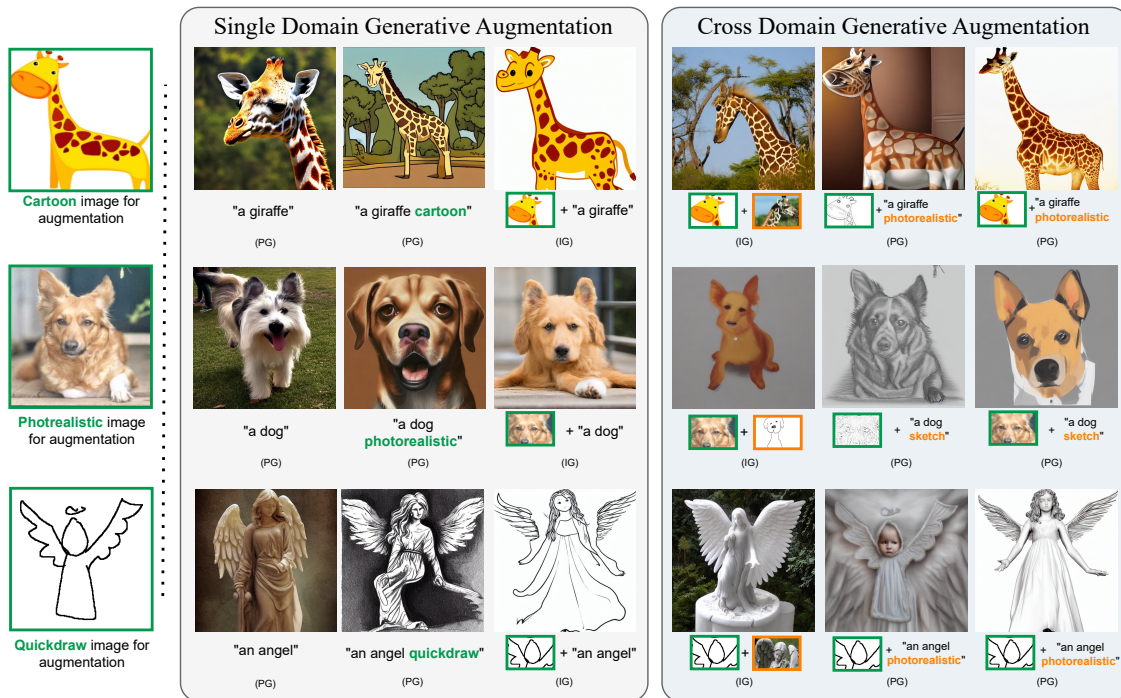 Single Domain Generative Augmentation
Cross Domain Generative Augmentation
Cartoon image for
augmentation
"a giraffe"
"a giraffe cartoon"
+ "a giraffe"
+
+ "a giraffe
photorealistic"
+ "a giraffe
photorealistic
(PG)
(PG)
(IG)
(IG)
(PG)
(PG)
Photrealistic image
for augmentation
"a dog"
"a dog
photorealistic"
+ "a dog"
+
+ "a dog
sketch"
+ "a dog
sketch"
(PG)
(PG)
(IG)
(IG)
(PG)
(PG)
Quickdraw image for
augmentation
"an angel"
"an angel quickdraw"
+ "an angel"
+
+ "an angel
photorealistic"
+ "an angel
photorealistic"
(PG)
(PG)
(IG)
(IG)
(PG)
(PG)